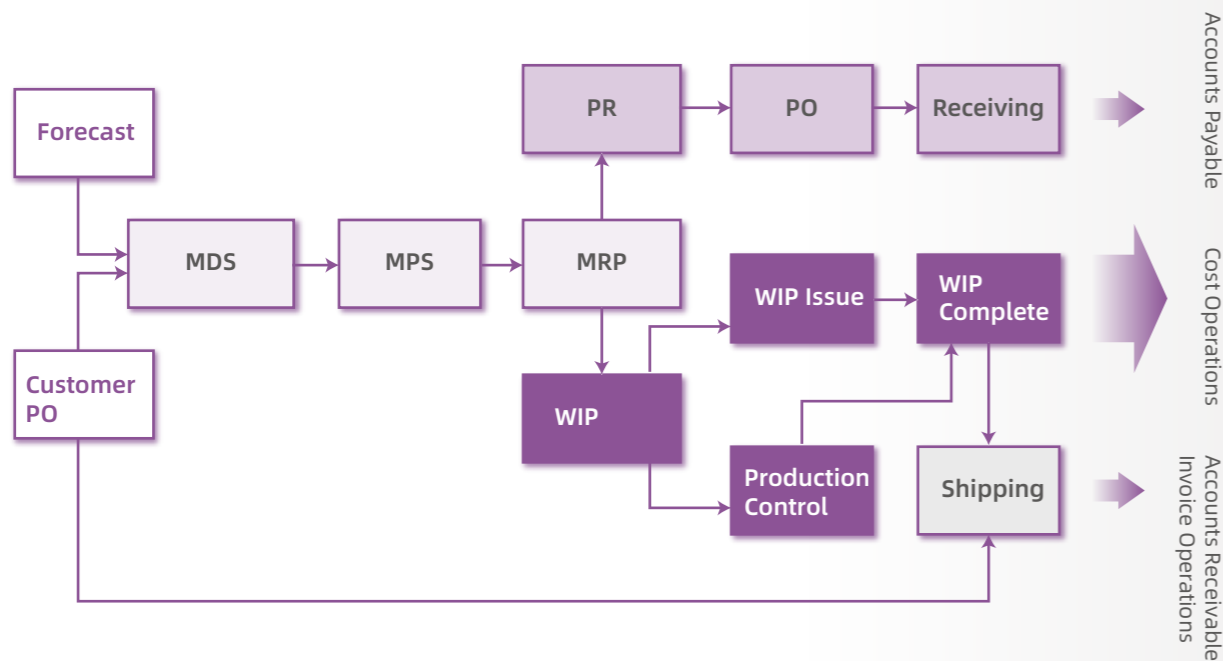 Forecast
Customer
PO
MDS
MPS
MRP
PR
PO
Receiving
WIP
WIP Issue
WIP
Complete
Production
Control
Shipping
Accounts Payable
Cost Operations
Accounts Receivable
Invoice Operations